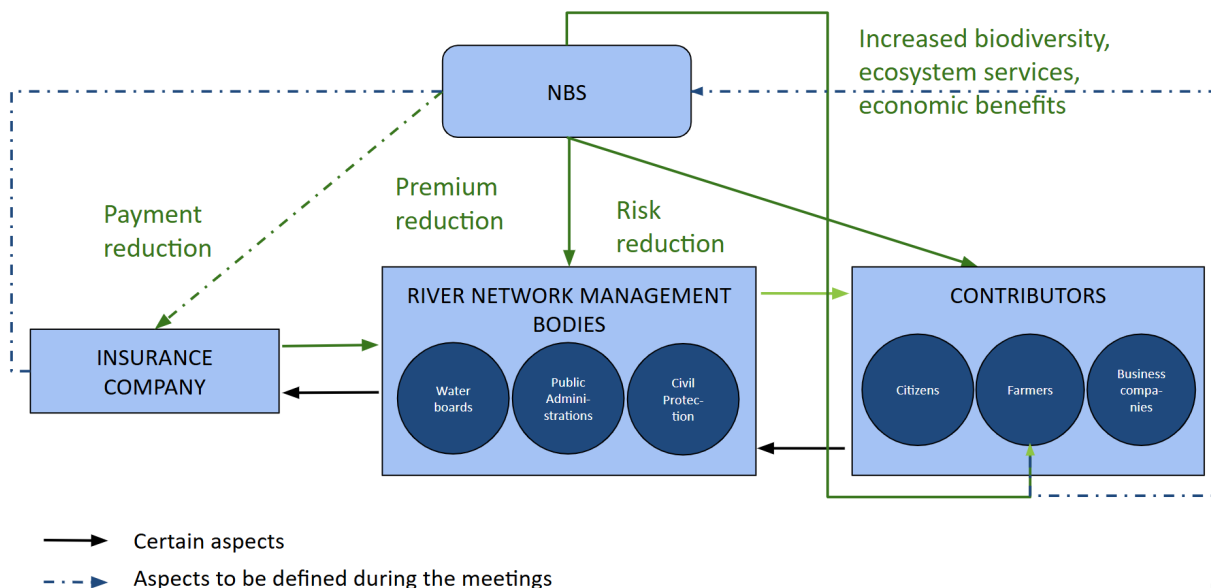 Increased biodiversity,
ecosystem services,
economic benefits
NBS
Payment
reduction
Premium
reduction
Risk
reduction
RIVER NETWORK MANAGEMENT
BODIES
CONTRIBUTORS
INSURANCE
COMPANY
Water
boards
Public
Admini-
strations
Civil
Protec-
tion
Citizens
Farmers
Business
compa-
nies
Certain aspects
Aspects to be defined during the meetings